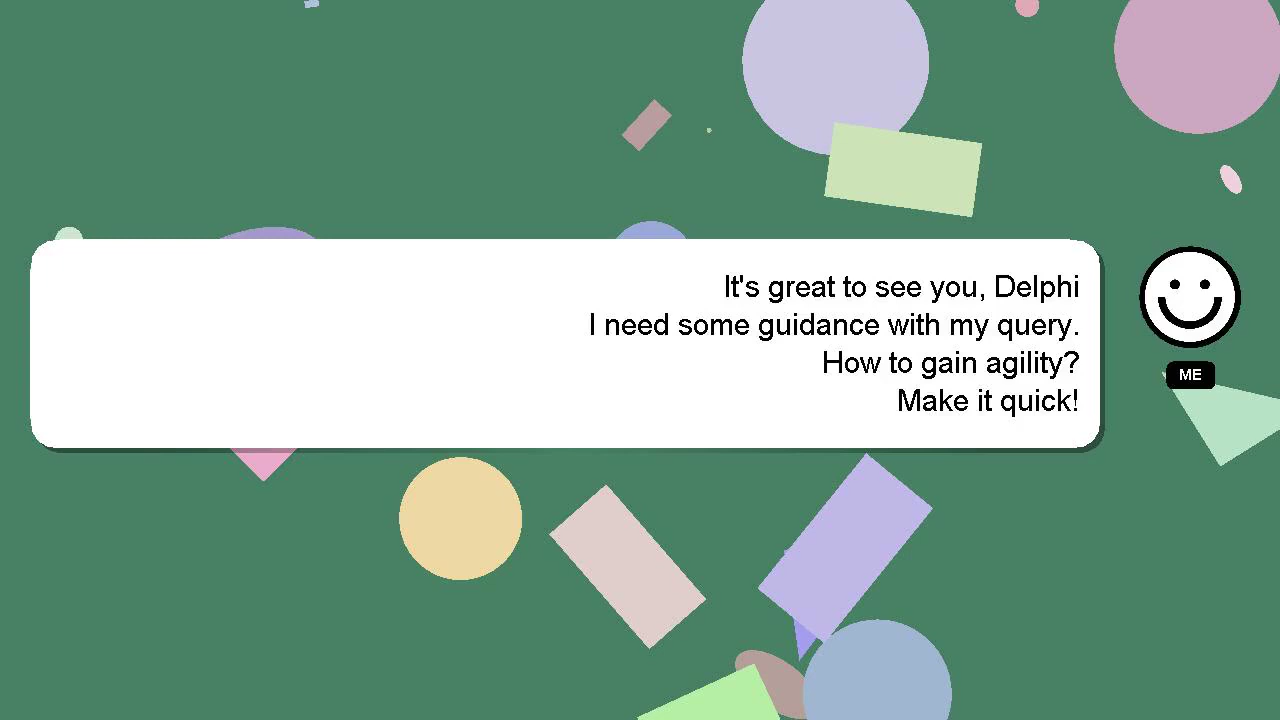 It's great to see you, Delphi
I need some guidance with my query.
How to gain agility?
Make it quick!
ME